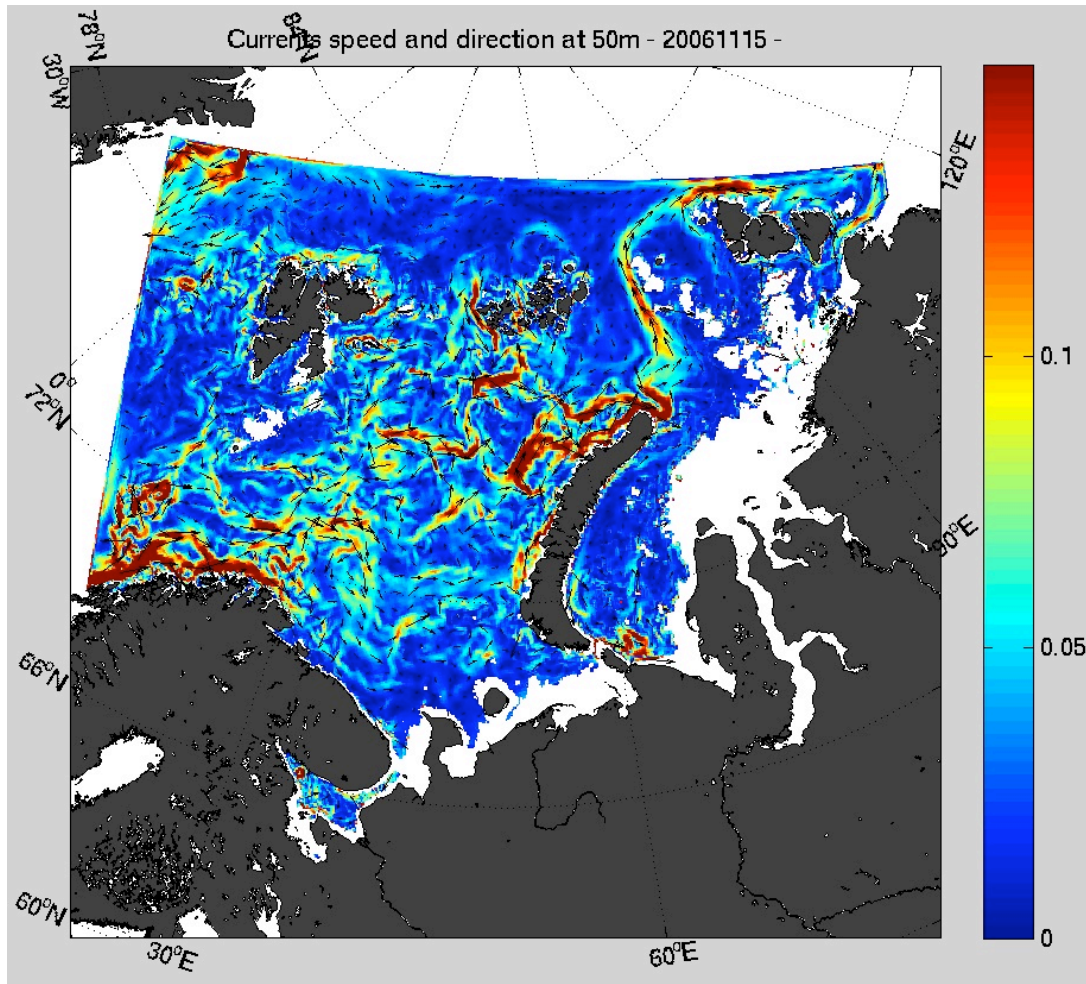 78°N
84°N
Currents speed and direction at 50m - 20061115 -
30°W
120°E
0.1
0°
72°N
90°E
0.05
66°N
60°N
0
30°E
60°E